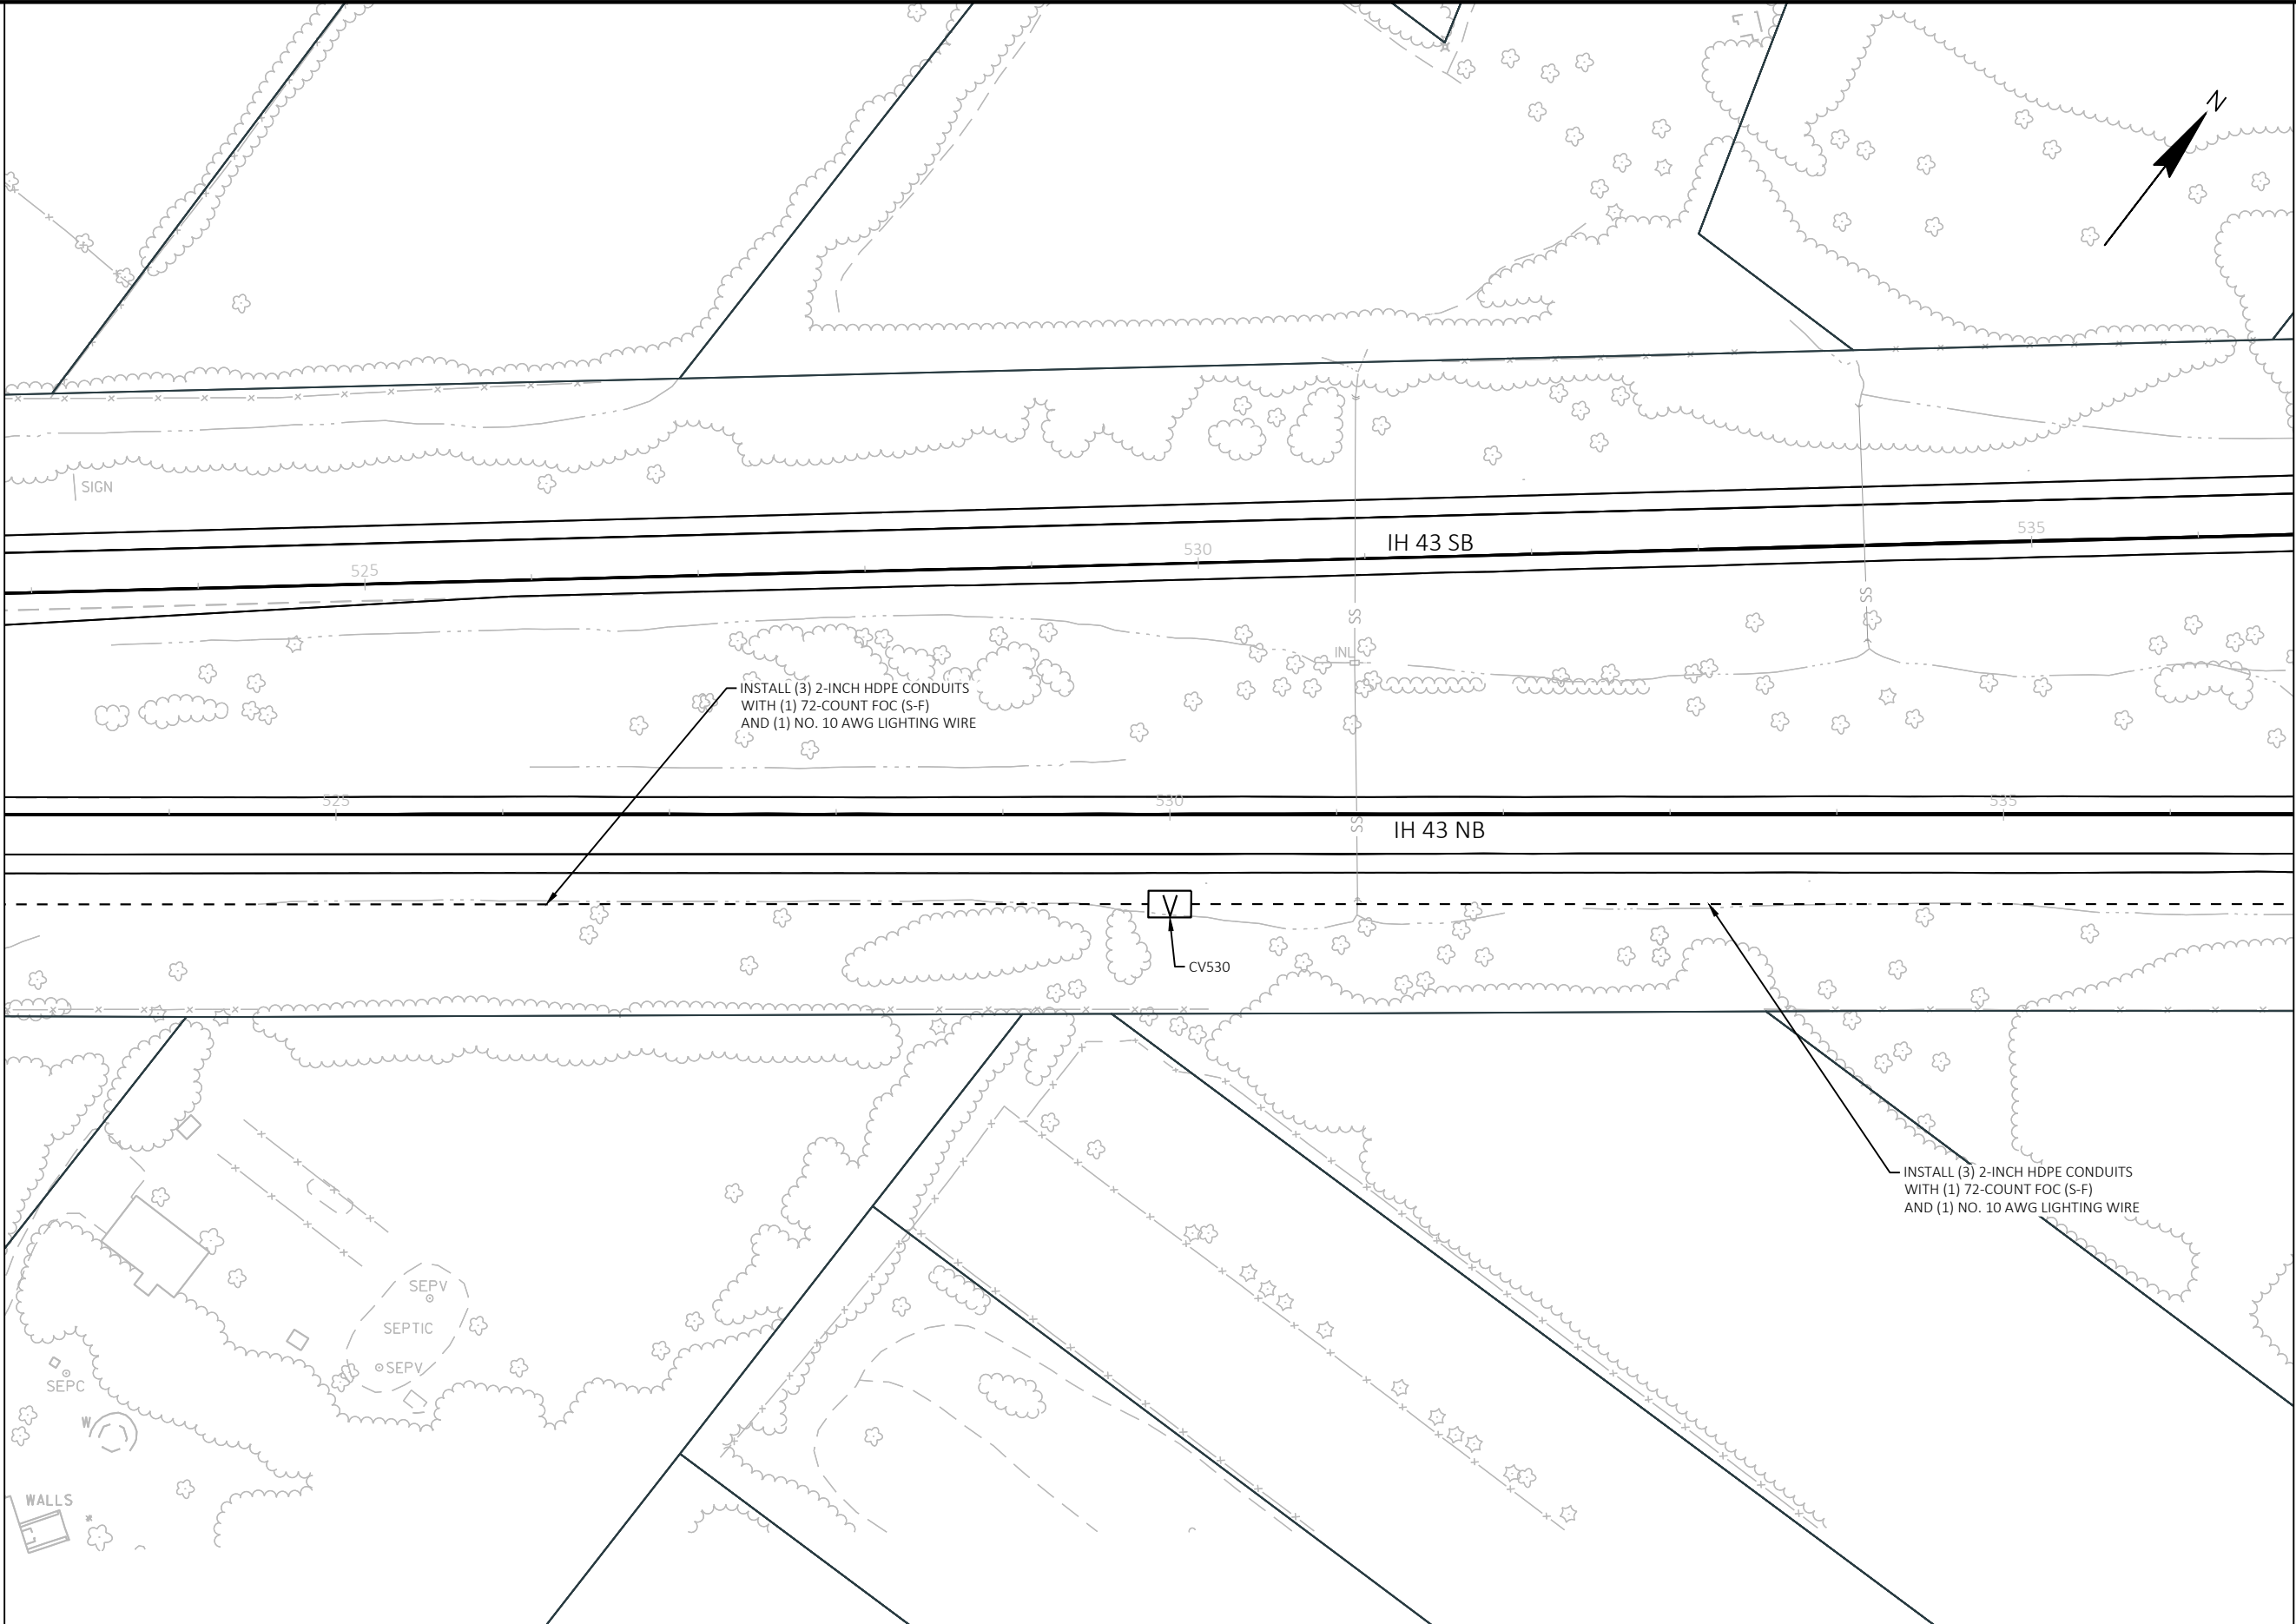 N
SIGN
535
IH 43 SB
530
525
SS
SS
INL
INSTALL (3) 2-INCH HDPE CONDUITS
WITH (1) 72-COUNT FOC (S-F)
AND (1) NO. 10 AWG LIGHTING WIRE
525
530
535
SS
IH 43 NB
V
CV530
INSTALL (3) 2-INCH HDPE CONDUITS
WITH (1) 72-COUNT FOC (S-F)
AND (1) NO. 10 AWG LIGHTING WIRE
SEPV
SEPTIC
SEPV
SEPC
W
WALLS